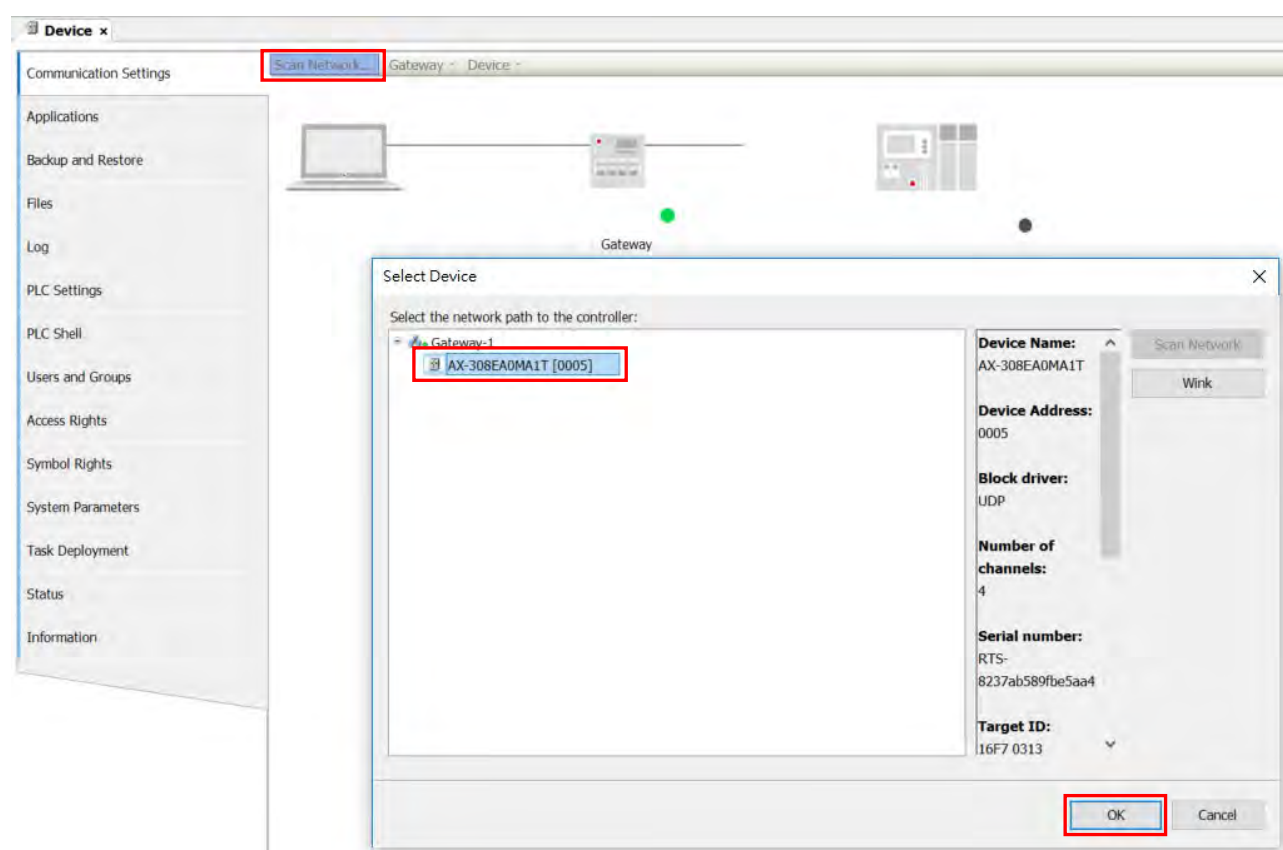 Device ×
Communication Settings
Scan Network... Gateway Device
Applications
Backup and Restore
Files
Log
PLC Settings
PLC Shell
Users and Groups
Access Rights
Symbol Rights
System Parameters
Task Deployment
Status
Information
Gateway
Select Device
Select the network path to the controller:
Gateway-1
AX-308EA0MA1T [0005]
Device Name:
AX-308EA0MA1T
Device Address:
0005
Block driver:
UDP
Number of
channels:
4
Serial number:
RTS-
8237ab589fbe5aa4
Target ID:
16F7 0313
Scan Network
Wink
OK
Cancel